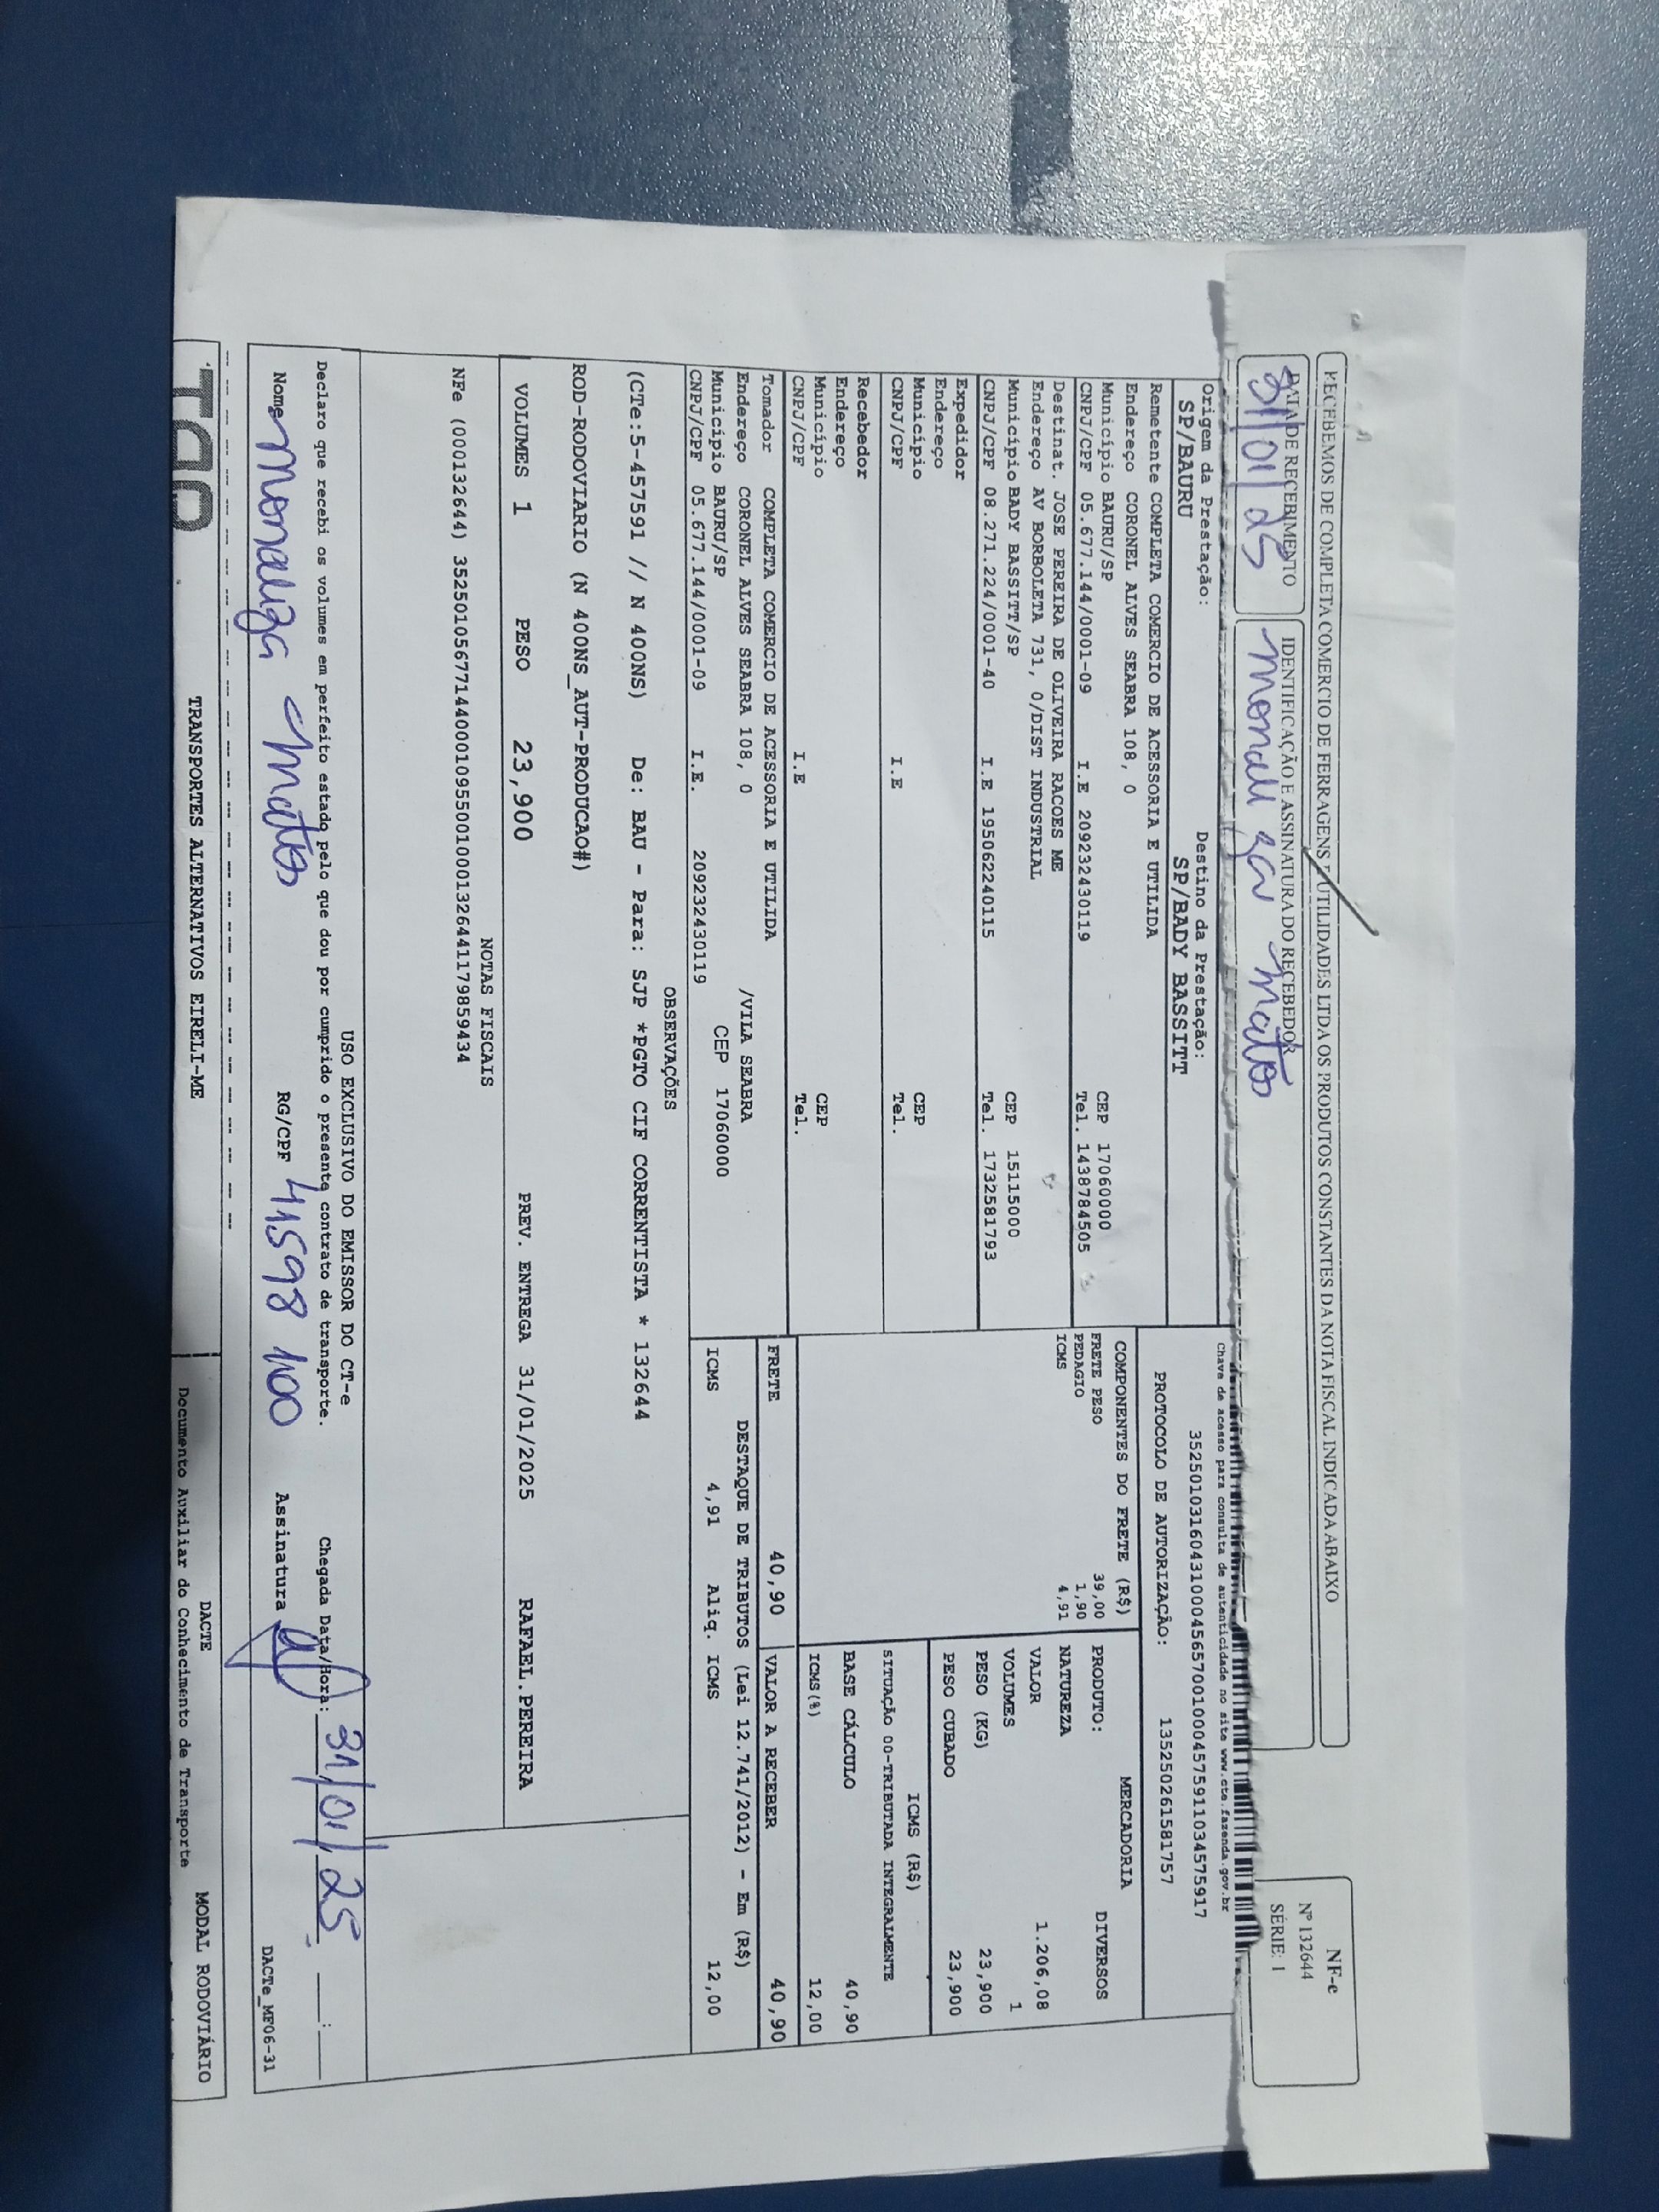 RECEBEMOS DE COMPLETA COMERCIO DE FERRAGENS E UTILIDADES LTDA OS PRODUTOS CONSTANTES DA NOTA FISCAL INDICADA ABAIXO
NF-e
Nº 132644
SÉRIE: 1
DATA DE RECEBIMENTO
31/01/25
IDENTIFICAÇÃO E ASSINATURA DO RECEBEDOR
monaliza matos
Chave de acesso para consulta de autenticidade no site www.cte.fazenda.gov.br
35250103160431000456570010004575911034575917
PROTOCOLO DE AUTORIZAÇÃO: 135250261581757
Origem da Prestação:
SP/BAURU
Destino da Prestação:
SP/BADY BASSITT
Remetente COMPLETA COMERCIO DE ACESSORIA E UTILIDA
Endereço CORONEL ALVES SEABRA 108, 0
Município BAURU/SP CEP 17060000
CNPJ/CPF 05.677.144/0001-09 I.E 209232430119 Tel. 1438784505
Destinat. JOSE PEREIRA DE OLIVEIRA RACOES ME
Endereço AV BORBOLETA 731, 0/DIST INDUSTRIAL
Município BADY BASSITT/SP CEP 15115000
CNPJ/CPF 08.271.224/0001-40 I.E 195062240115 Tel. 1732581793
Expedidor
Endereço
Município CEP
CNPJ/CPF I.E Tel.
Recebedor
Endereço
Município CEP
CNPJ/CPF I.E Tel.
Tomador COMPLETA COMERCIO DE ACESSORIA E UTILIDA
Endereço CORONEL ALVES SEABRA 108, 0 /VILA SEABRA
Municipio BAURU/SP CEP 17060000
CNPJ/CPF 05.677.144/0001-09 I.E. 209232430119
COMPONENTES DO FRETE (R$)
FRETE PESO 39,00
PEDAGIO 1,90
ICMS 4,91
MERCADORIA
PRODUTO: DIVERSOS
NATUREZA
VALOR 1.206,08
VOLUMES 1
PESO (KG) 23,900
PESO CUBADO 23,900
ICMS (R$)
SITUAÇÃO 00-TRIBUTADA INTEGRALMENTE
BASE CÁLCULO 40,90
ICMS(%) 12,00
FRETE 40,90 VALOR A RECEBER 40,90
DESTAQUE DE TRIBUTOS (Lei 12.741/2012) - Em (R$)
ICMS 4,91 Aliq. ICMS 12,00
OBSERVAÇÕES
(CTe:5-457591 // N 400NS) De: BAU - Para: SJP *PGTO CIF CORRENTISTA * 132644
ROD-RODOVIARIO (N 400NS_AUT-PRODUCAO#)
VOLUMES 1 PESO 23,900 PREV. ENTREGA 31/01/2025 RAFAEL.PEREIRA
NOTAS FISCAIS
NFe (000132644) 35250105677144000109550010001326441179859434
USO EXCLUSIVO DO EMISSOR DO CT-e
Declaro que recebi os volumes em perfeito estado pelo que dou por cumprido o presente contrato de transporte. Chegada Data/Hora: 31/01/25 __:__
Nome monaliza matos RG/CPF 41598 1100 Assinatura
DACTe_MF06-31
TRANSPORTES ALTERNATIVOS EIRELI-ME
DACTE
Documento Auxiliar do Conhecimento de Transporte
MODAL RODOVIÁRIO